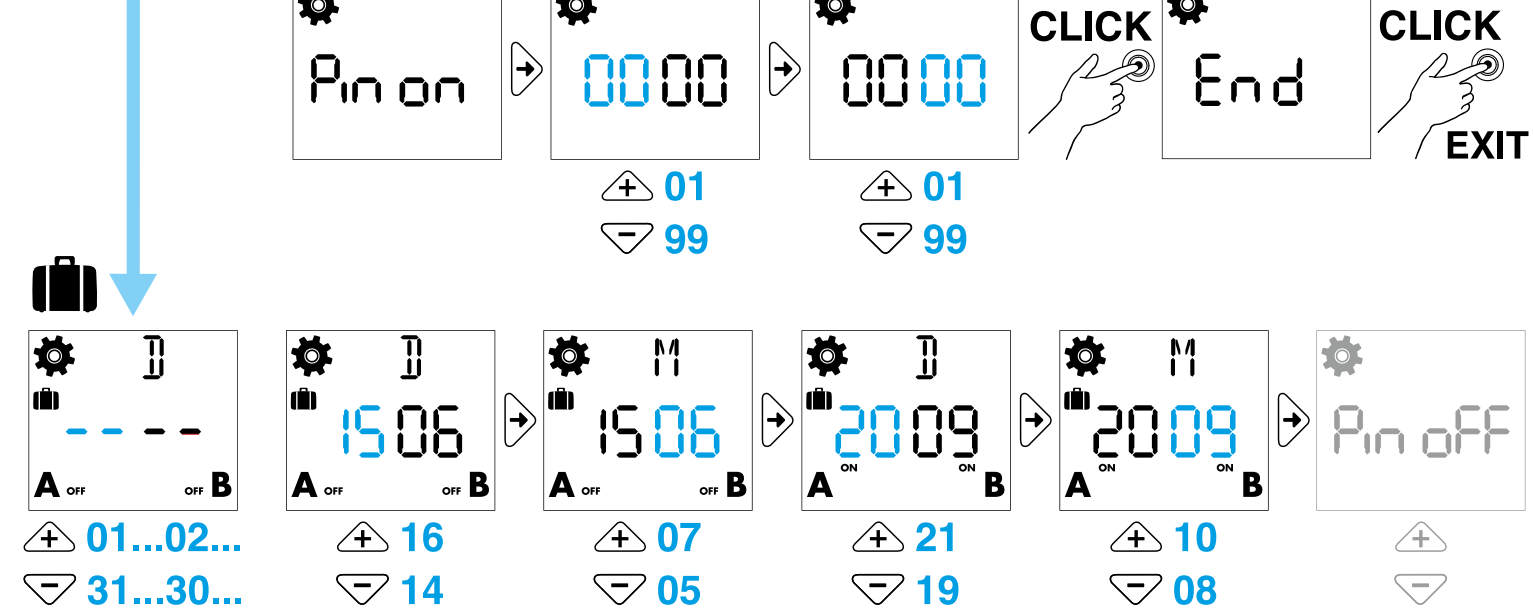 Pin on
0000
0000
CLICK
End
CLICK
EXIT
+ 01
- 99
+ 01
- 99
D
- - - -
A OFF OFF B
+ 01...02...
- 31...30...
D
1506
A OFF OFF B
+ 16
- 14
M
1506
A OFF OFF B
+ 07
- 05
D
2009
ON ON
A B
+ 21
- 19
M
2009
ON ON
A B
+ 10
- 08
Pin oFF
+
-